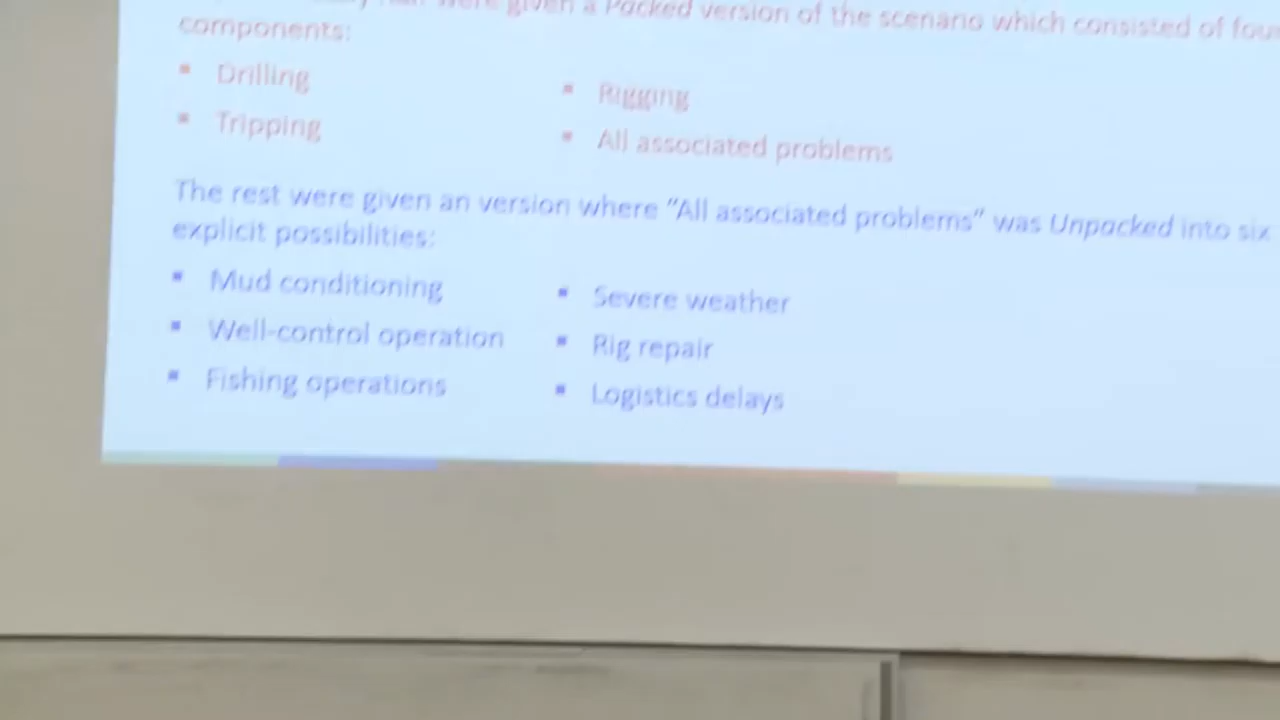 were given a Packed version of the scenario which consisted of four
components:
▪ Drilling
▪ Tripping
▪ Rigging
▪ All associated problems
The rest were given an version where “All associated problems” was Unpacked into six
explicit possibilities:
▪ Mud conditioning
▪ Well-control operation
▪ Fishing operations
▪ Severe weather
▪ Rig repair
▪ Logistics delays